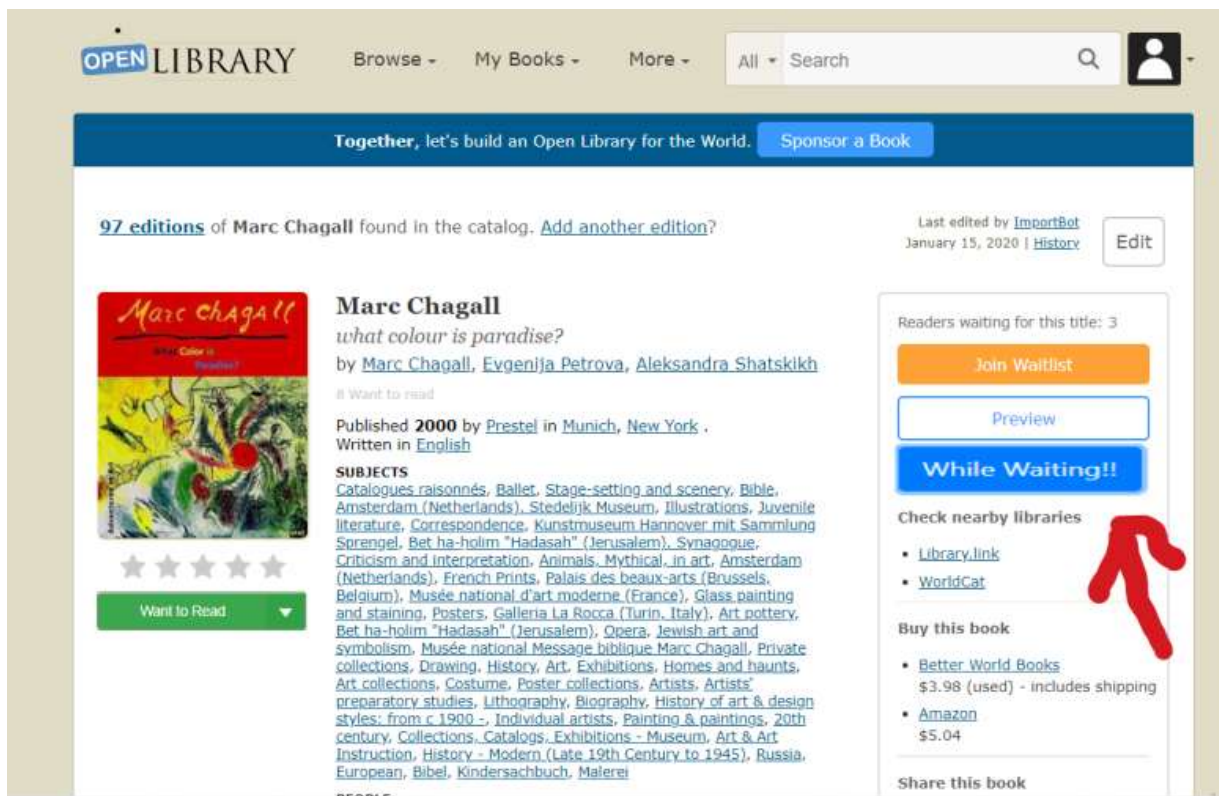 OPEN LIBRARY
Browse
My Books
More
All
Search
Together, let's build an Open Library for the World.
Sponsor a Book
97 editions of Marc Chagall found in the catalog. Add another edition?
Last edited by ImportBot
January 15, 2020 | History
Edit
Marc Chagall
What Color is
Paradise?
Want to Read
Marc Chagall
what colour is paradise?
by Marc Chagall, Evgenija Petrova, Aleksandra Shatskikh
8 Want to read
Published 2000 by Prestel in Munich, New York .
Written in English
SUBJECTS
Catalogues raisonnés, Ballet, Stage-setting and scenery, Bible,
Amsterdam (Netherlands). Stedelijk Museum, Illustrations, Juvenile
literature, Correspondence, Kunstmuseum Hannover mit Sammlung
Sprengel, Bet ha-holim "Hadasah" (Jerusalem). Synagogue,
Criticism and interpretation, Animals, Mythical, in art, Amsterdam
(Netherlands), French Prints, Palais des beaux-arts (Brussels,
Belgium), Musée national d'art moderne (France), Glass painting
and staining, Posters, Galleria La Rocca (Turin, Italy), Art pottery,
Bet ha-holim "Hadasah" (Jerusalem), Opera, Jewish art and
symbolism, Musée national Message biblique Marc Chagall, Private
collections, Drawing, History, Art, Exhibitions, Homes and haunts,
Art collections, Costume, Poster collections, Artists, Artists'
preparatory studies, Lithography, Biography, History of art & design
styles: from c 1900 -, Individual artists, Painting & paintings, 20th
century, Collections, Catalogs, Exhibitions - Museum, Art & Art
Instruction, History - Modern (Late 19th Century to 1945), Russia,
European, Bibel, Kindersachbuch, Malerei
PEOPLE
Readers waiting for this title: 3
Join Waitlist
Preview
While Waiting!!
Check nearby libraries
Library.link
WorldCat
Buy this book
Better World Books
$3.98 (used) - includes shipping
Amazon
$5.04
Share this book